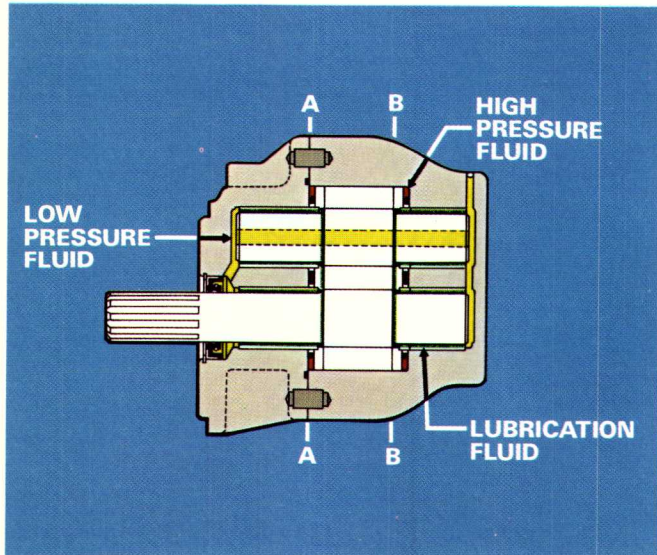 A
B
HIGH
PRESSURE
FLUID
LOW
PRESSURE
FLUID
A
B
LUBRICATION
FLUID